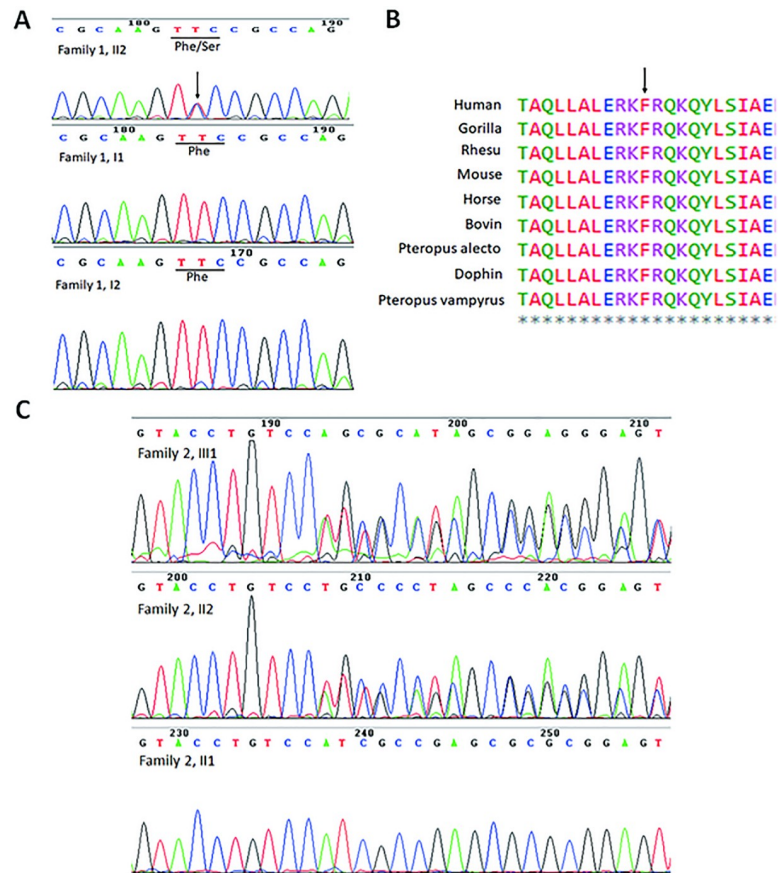 A
180 190
C G C A A G T T C C G C C A G
Phe/Ser
Family 1, II2
180 190
C G C A A G T T C C G C C A G
Phe
Family 1, I1
170
C G C A A G T T C C G C C A G
Phe
Family 1, I2
B
Human TAQLLALERKFRQKQYLSIAE
Gorilla TAQLLALERKFRQKQYLSIAE
Rhesu TAQLLALERKFRQKQYLSIAE
Mouse TAQLLALERKFRQKQYLSIAE
Horse TAQLLALERKFRQKQYLSIAE
Bovin TAQLLALERKFRQKQYLSIAE
Pteropus alecto TAQLLALERKFRQKQYLSIAE
Dophin TAQLLALERKFRQKQYLSIAE
Pteropus vampyrus TAQLLALERKFRQKQYLSIAE
*********************
C
190 200 210
G T A C C T G T C C A G C G C A T A G C G G A G G G A G T
Family 2, III1
200 210 220
G T A C C T G T C C T G C C C C T A G C C C A C G G A G T
Family 2, II2
230 240 250
G T A C C T G T C C A T C G C C G A G C G C G C G G A G T
Family 2, II1